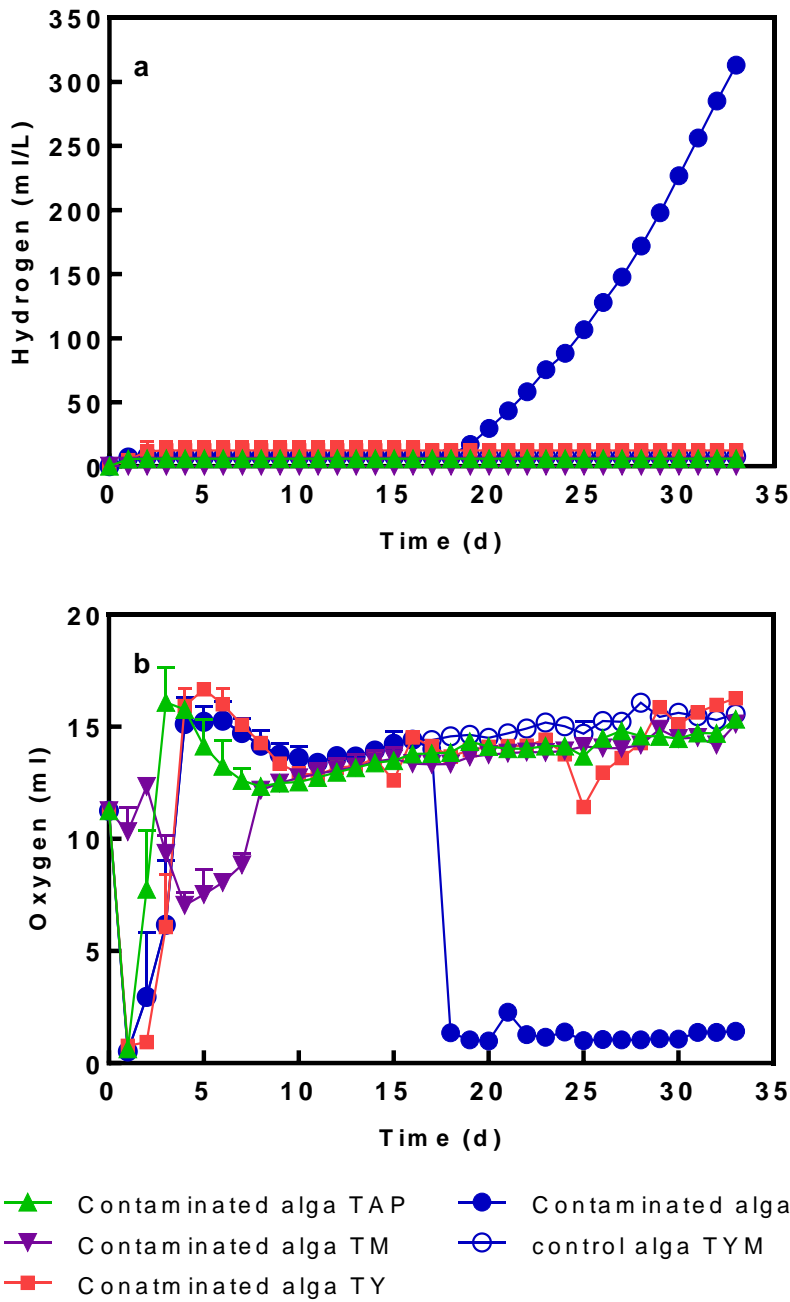 350
300
250
200
150
100
50
0
Hydrogen (ml/L)
a
0 5 10 15 20 25 30 35
Time (d)
20
15
10
5
0
Oxygen (ml)
b
0 5 10 15 20 25 30 35
Time (d)
Contaminated alga TAP
Contaminated alga
Contaminated alga TM
control alga TYM
Conatminated alga TY